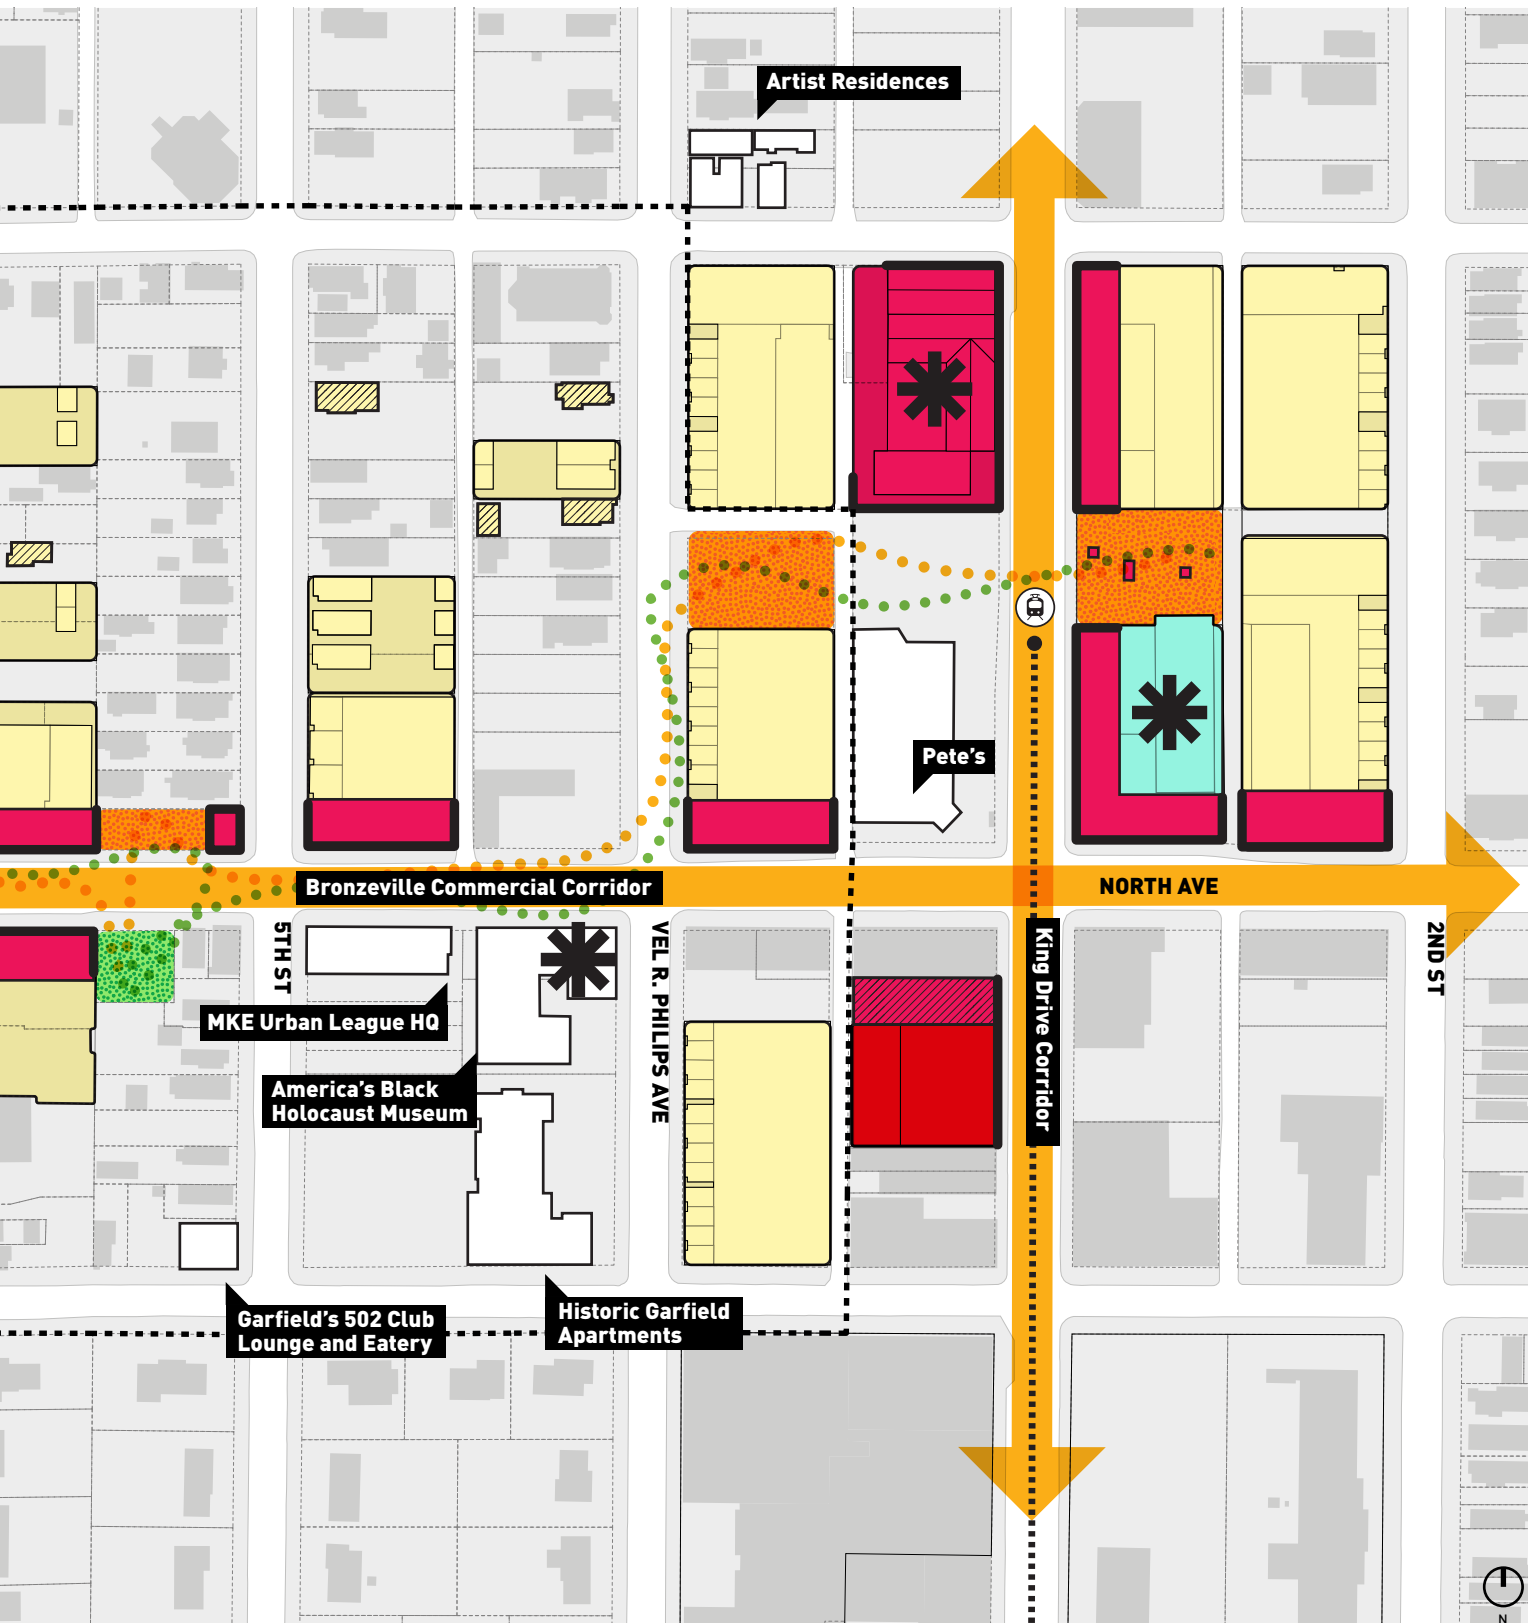 Artist Residences
Pete's
Bronzeville Commercial Corridor
NORTH AVE
5TH ST
VEL R. PHILIPS AVE
King Drive Corridor
2ND ST
MKE Urban League HQ
America's Black
Holocaust Museum
Garfield's 502 Club
Lounge and Eatery
Historic Garfield
Apartments
N